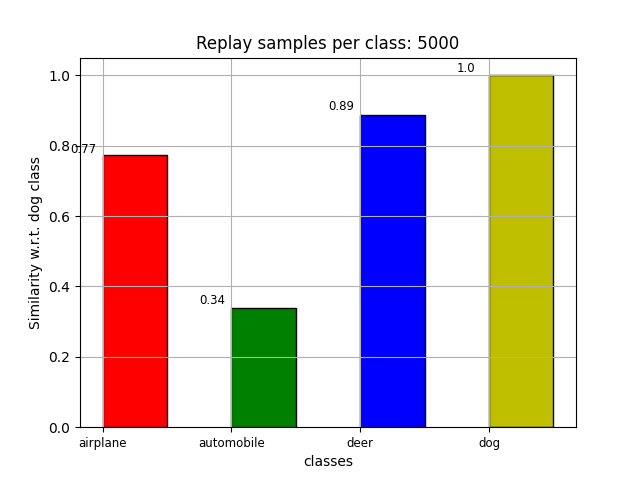 Replay samples per class: 5000
1.0
0.89
0.77
0.34
Similarity w.r.t. dog class
1.0
0.8
0.6
0.4
0.2
0.0
airplane automobile deer dog
classes